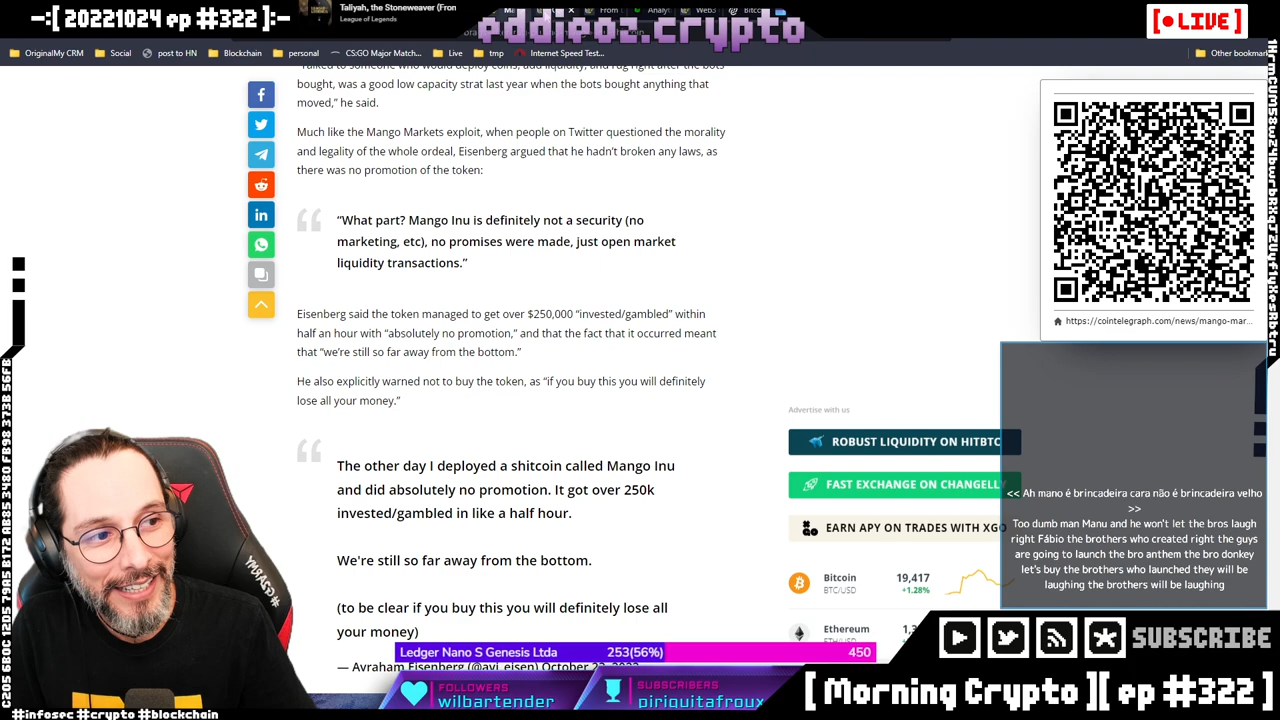 -:[ 20221024 ep #322 ]:-
Taliyah, the Stoneweaver (Fron
League of Legends
eddieoz.crypto
[ ● LIVE ]
OriginalMy CRM
Social
post to HN
Blockchain
personal
CS:GO Major Match...
Live
tmp
Internet Speed Test...
Other bookmar
bought, was a good low capacity strat last year when the bots bought anything that
moved,” he said.
Much like the Mango Markets exploit, when people on Twitter questioned the morality
and legality of the whole ordeal, Eisenberg argued that he hadn’t broken any laws, as
there was no promotion of the token:
“What part? Mango Inu is definitely not a security (no
marketing, etc), no promises were made, just open market
liquidity transactions.”
Eisenberg said the token managed to get over $250,000 “invested/gambled” within
half an hour with “absolutely no promotion,” and that the fact that it occurred meant
that “we’re still so far away from the bottom.”
He also explicitly warned not to buy the token, as “if you buy this you will definitely
lose all your money.”
The other day I deployed a shitcoin called Mango Inu
and did absolutely no promotion. It got over 250k
invested/gambled in like a half hour.
We're still so far away from the bottom.
(to be clear if you buy this you will definitely lose all
your money)
— Avraham Eisenberg (@avi_eisen) October
https://cointelegraph.com/news/mango-mar...
Advertise with us
ROBUST LIQUIDITY ON HITBTC
FAST EXCHANGE ON CHANGELLY
EARN APY ON TRADES WITH XGO
Bitcoin
BTC/USD
19,417
+1.28%
Ethereum
<< Ah mano é brincadeira cara não é brincadeira velho
>>
Too dumb man Manu and he won't let the bros laugh
right Fábio the brothers who created right the guys
are going to launch the bro anthem the bro donkey
let's buy the brothers who launched they will be
laughing the brothers will be laughing
Ledger Nano S Genesis Ltda
253(56%)
450
FOLLOWERS
wilbartender
SUBSCRIBERS
piriguitafroux
SUBSCRIBE
[ Morning Crypto ][ ep #322 ]
#infosec #crypto #blockchain